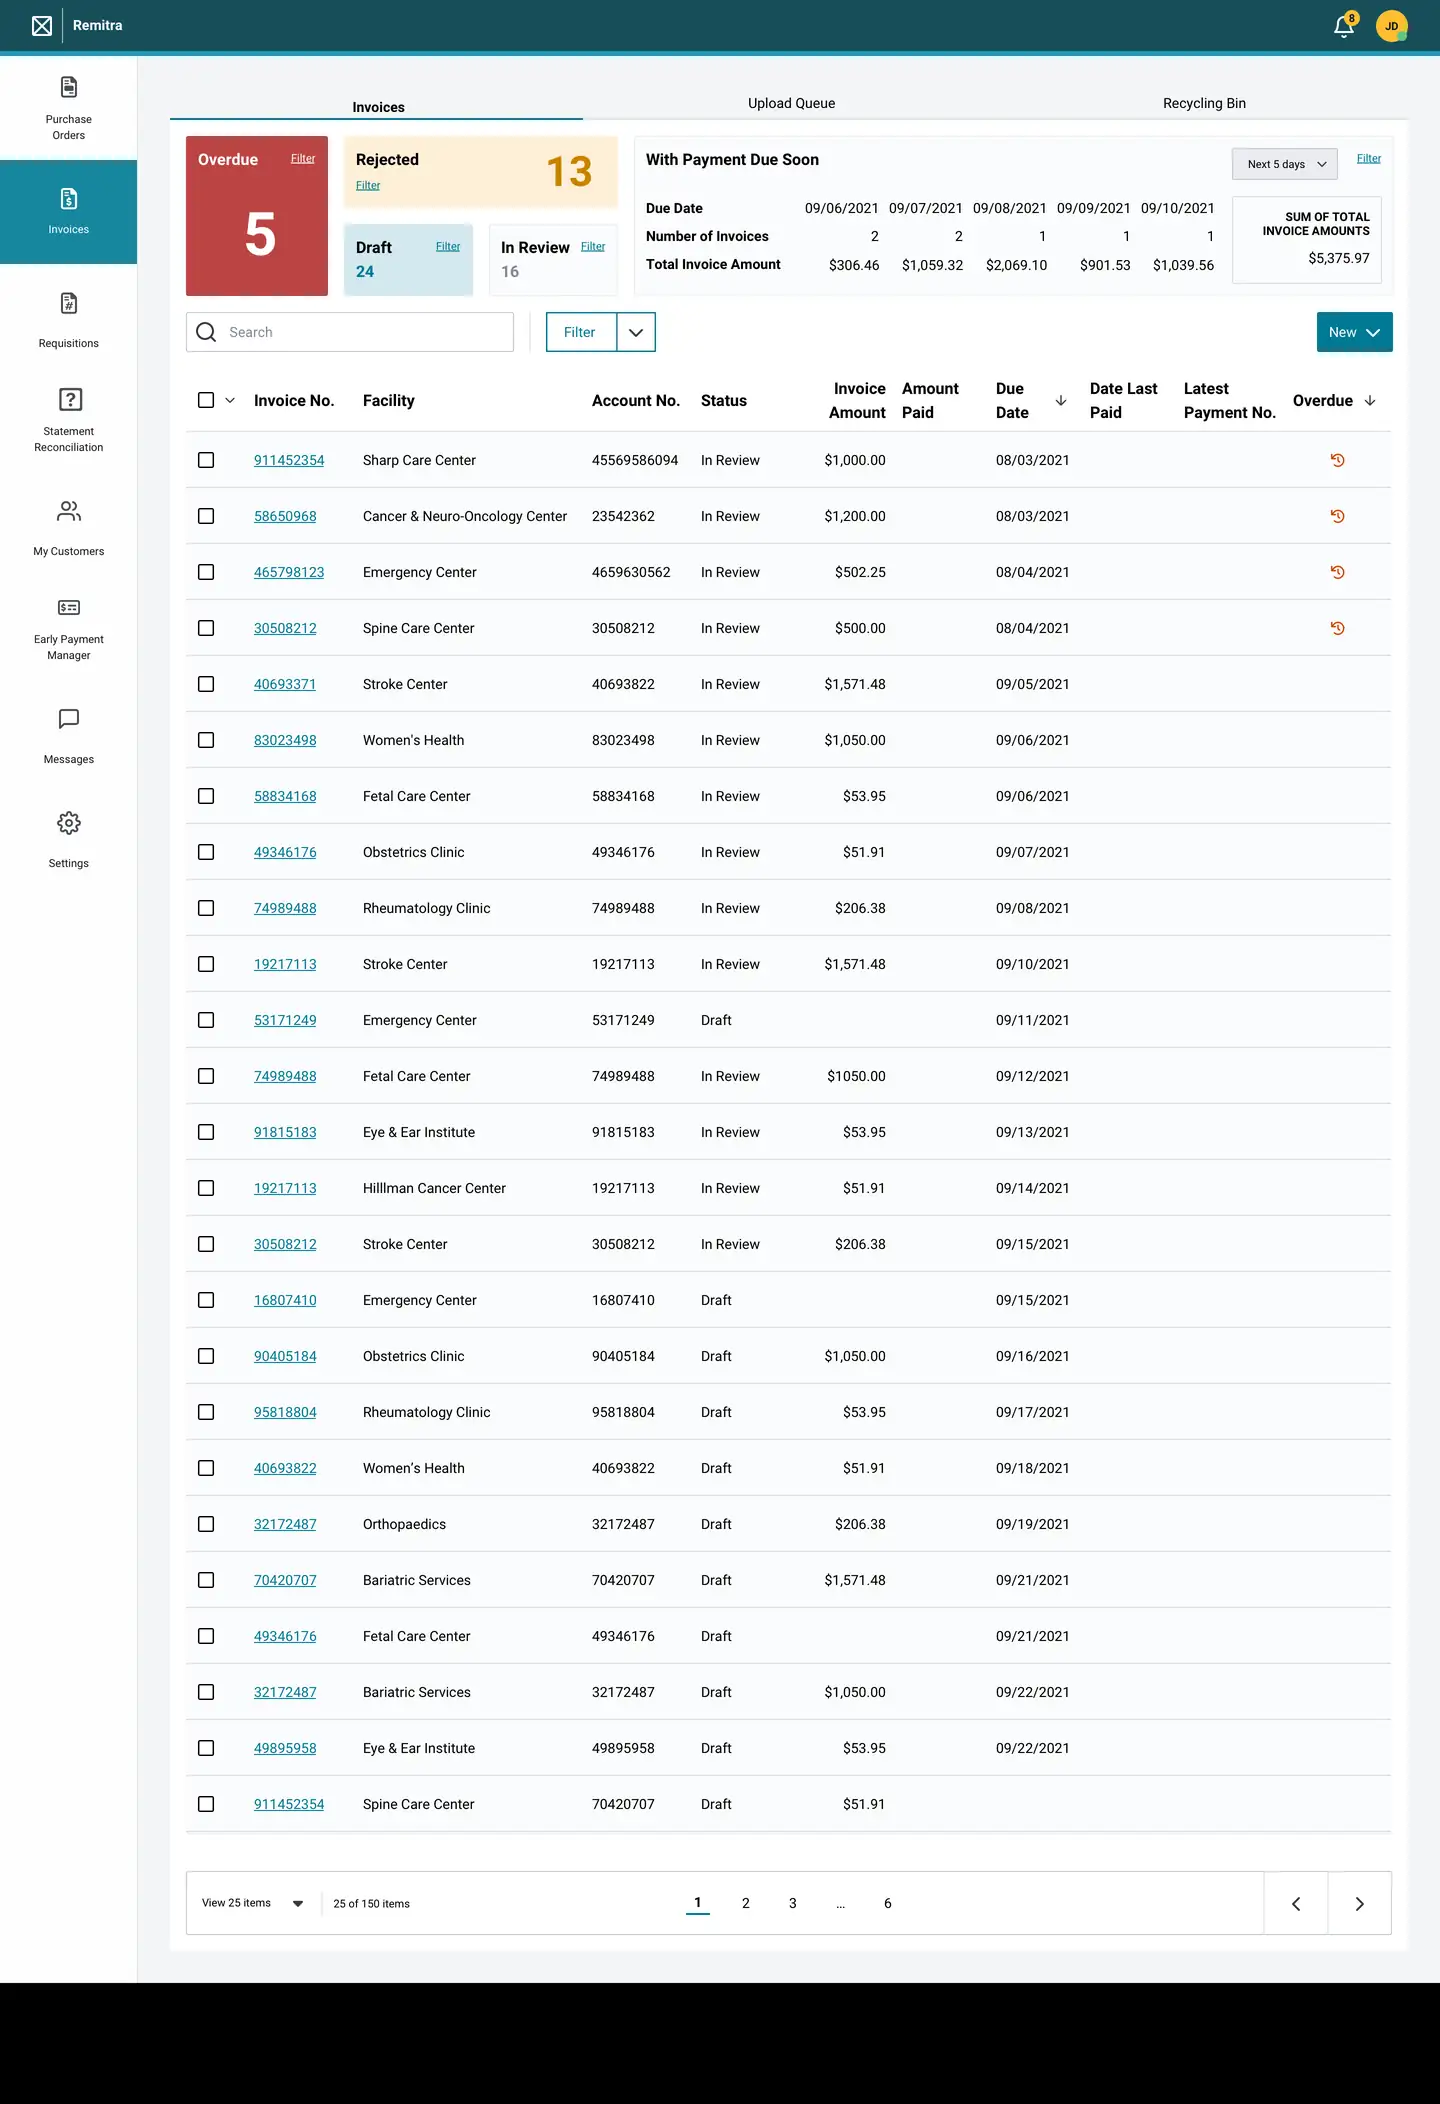 Remitra
8
JD
Purchase
Orders
Invoices
Requisitions
Statement
Reconciliation
My Customers
Early Payment
Manager
Messages
Settings
Invoices Upload Queue Recycling Bin
Overdue Filter
5
Rejected
Filter
13
Draft Filter
24
In Review Filter
16
With Payment Due Soon Next 5 days Filter
Due Date 09/06/2021 09/07/2021 09/08/2021 09/09/2021 09/10/2021
Number of Invoices 2 2 1 1 1
Total Invoice Amount $306.46 $1,059.32 $2,069.10 $901.53 $1,039.56
SUM OF TOTAL
INVOICE AMOUNTS
$5,375.97
Search Filter New
Invoice No. Facility Account No. Status Invoice Amount Amount Paid Due Date Date Last Paid Latest Payment No. Overdue
911452354 Sharp Care Center 45569586094 In Review $1,000.00 08/03/2021
58650968 Cancer & Neuro-Oncology Center 23542362 In Review $1,200.00 08/03/2021
465798123 Emergency Center 4659630562 In Review $502.25 08/04/2021
30508212 Spine Care Center 30508212 In Review $500.00 08/04/2021
40693371 Stroke Center 40693822 In Review $1,571.48 09/05/2021
83023498 Women's Health 83023498 In Review $1,050.00 09/06/2021
58834168 Fetal Care Center 58834168 In Review $53.95 09/06/2021
49346176 Obstetrics Clinic 49346176 In Review $51.91 09/07/2021
74989488 Rheumatology Clinic 74989488 In Review $206.38 09/08/2021
19217113 Stroke Center 19217113 In Review $1,571.48 09/10/2021
53171249 Emergency Center 53171249 Draft 09/11/2021
74989488 Fetal Care Center 74989488 In Review $1050.00 09/12/2021
91815183 Eye & Ear Institute 91815183 In Review $53.95 09/13/2021
19217113 Hilllman Cancer Center 19217113 In Review $51.91 09/14/2021
30508212 Stroke Center 30508212 In Review $206.38 09/15/2021
16807410 Emergency Center 16807410 Draft 09/15/2021
90405184 Obstetrics Clinic 90405184 Draft $1,050.00 09/16/2021
95818804 Rheumatology Clinic 95818804 Draft $53.95 09/17/2021
40693822 Women’s Health 40693822 Draft $51.91 09/18/2021
32172487 Orthopaedics 32172487 Draft $206.38 09/19/2021
70420707 Bariatric Services 70420707 Draft $1,571.48 09/21/2021
49346176 Fetal Care Center 49346176 Draft 09/21/2021
32172487 Bariatric Services 32172487 Draft $1,050.00 09/22/2021
49895958 Eye & Ear Institute 49895958 Draft $53.95 09/22/2021
911452354 Spine Care Center 70420707 Draft $51.91
View 25 items 25 of 150 items 1 2 3 ... 6